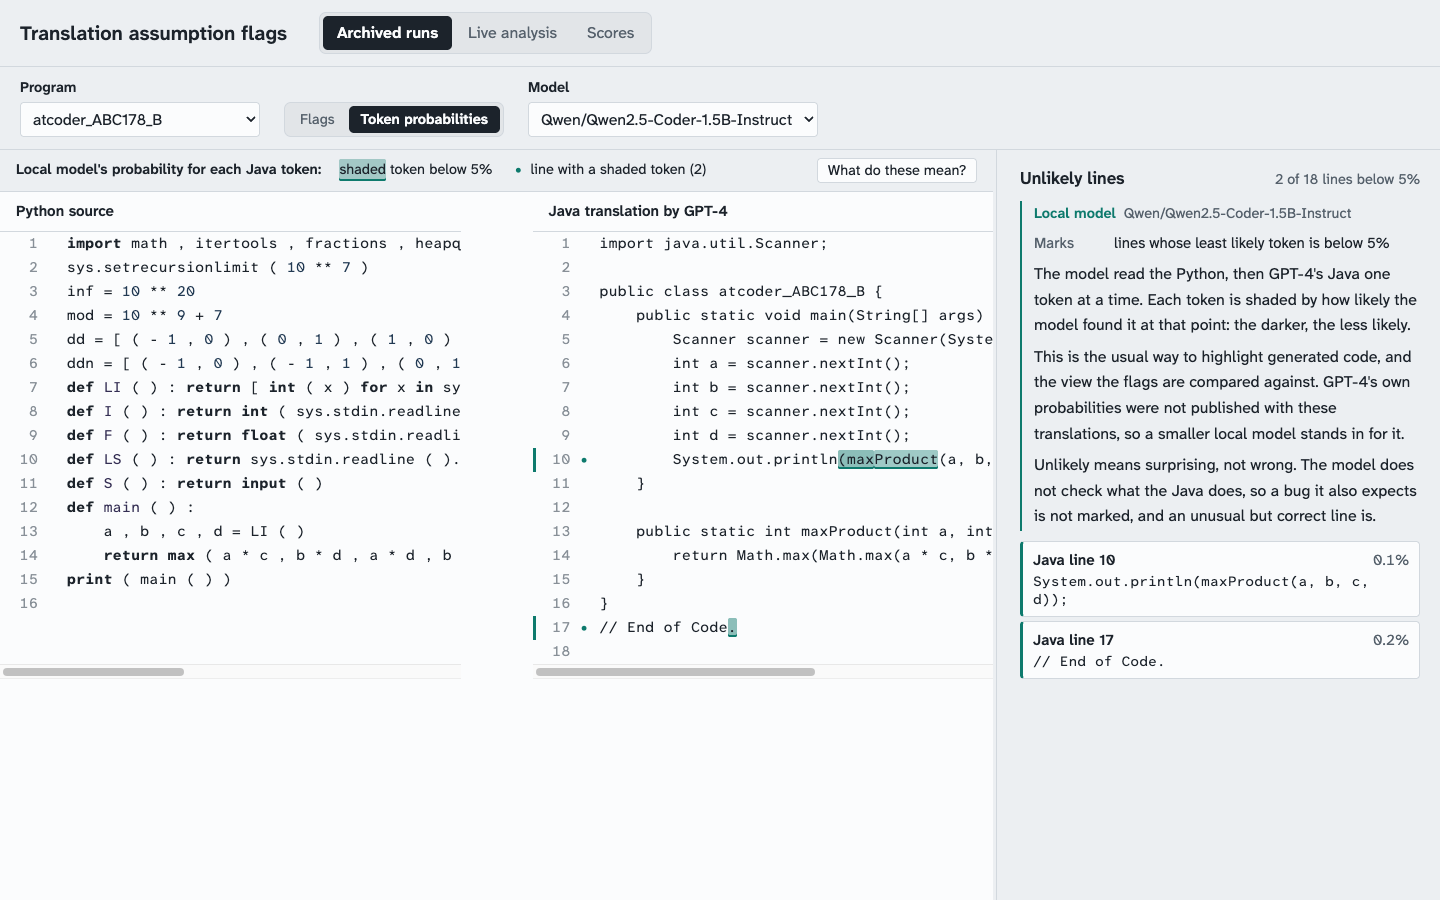 Translation assumption flags
Archived runs
Live analysis
Scores
Program
Model
atcoder_ABC178_B
Flags
Token probabilities
Qwen/Qwen2.5-Coder-1.5B-Instruct
Local model's probability for each Java token:
shaded token below 5%
• line with a shaded token (2)
What do these mean?
Python source
1 import math , itertools , fractions , heapq
2 sys.setrecursionlimit ( 10 ** 7 )
3 inf = 10 ** 20
4 mod = 10 ** 9 + 7
5 dd = [ ( - 1 , 0 ) , ( 0 , 1 ) , ( 1 , 0 )
6 ddn = [ ( - 1 , 0 ) , ( - 1 , 1 ) , ( 0 , 1
7 def LI ( ) : return [ int ( x ) for x in sy
8 def I ( ) : return int ( sys.stdin.readline
9 def F ( ) : return float ( sys.stdin.readli
10 def LS ( ) : return sys.stdin.readline ( ).
11 def S ( ) : return input ( )
12 def main ( ) :
13     a , b , c , d = LI ( )
14     return max ( a * c , b * d , a * d , b
15 print ( main ( ) )
16
Java translation by GPT-4
1 import java.util.Scanner;
2
3 public class atcoder_ABC178_B {
4     public static void main(String[] args)
5         Scanner scanner = new Scanner(Syste
6         int a = scanner.nextInt();
7         int b = scanner.nextInt();
8         int c = scanner.nextInt();
9         int d = scanner.nextInt();
10 •         System.out.println(maxProduct(a, b,
11     }
12
13     public static int maxProduct(int a, int
14         return Math.max(Math.max(a * c, b *
15     }
16 }
17 • // End of Code.
18
Unlikely lines
2 of 18 lines below 5%
Local model Qwen/Qwen2.5-Coder-1.5B-Instruct
Marks lines whose least likely token is below 5%
The model read the Python, then GPT-4's Java one
token at a time. Each token is shaded by how likely the
model found it at that point: the darker, the less likely.
This is the usual way to highlight generated code, and
the view the flags are compared against. GPT-4's own
probabilities were not published with these
translations, so a smaller local model stands in for it.
Unlikely means surprising, not wrong. The model does
not check what the Java does, so a bug it also expects
is not marked, and an unusual but correct line is.
Java line 10 0.1%
System.out.println(maxProduct(a, b, c,
d));
Java line 17 0.2%
// End of Code.